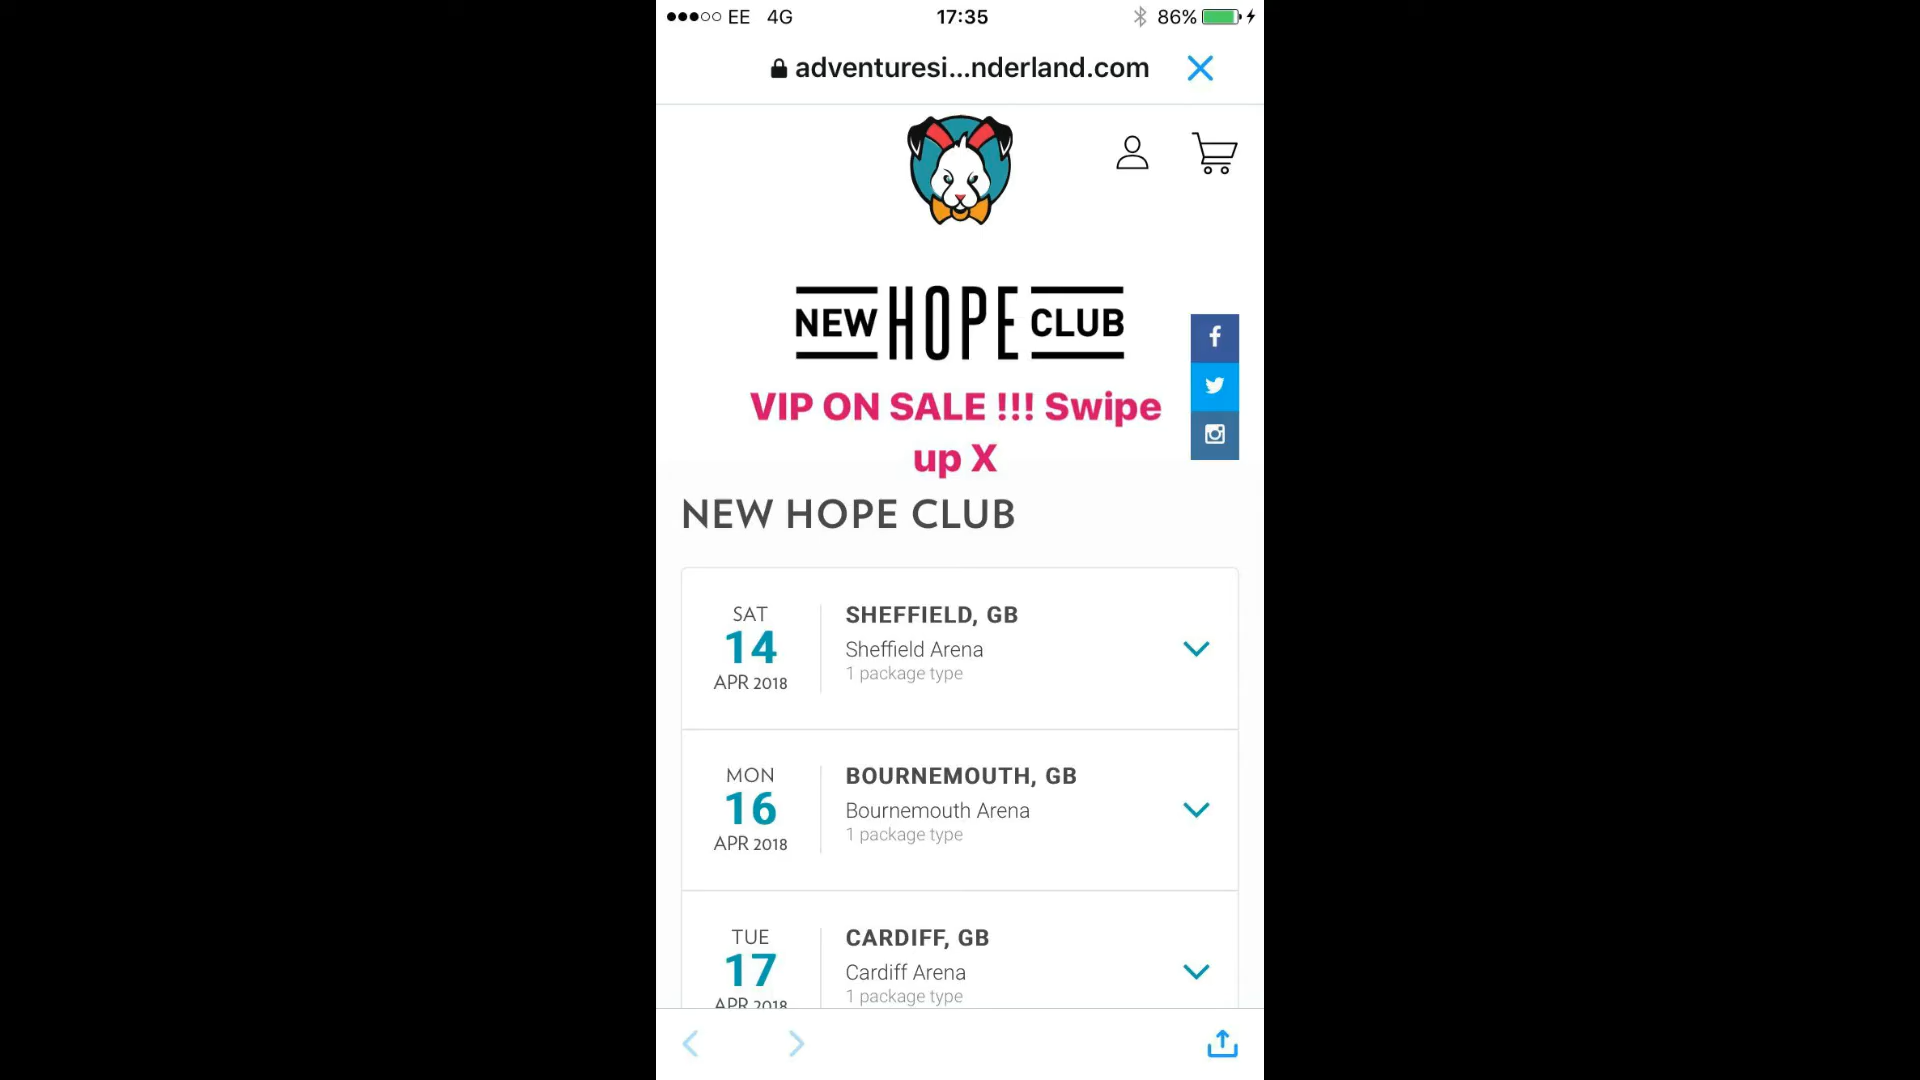 EE 4G 17:35 86%
adventuresi...nderland.com
NEW HOPE CLUB
VIP ON SALE !!! Swipe
up X
NEW HOPE CLUB
SAT
14
APR 2018
SHEFFIELD, GB
Sheffield Arena
1 package type
MON
16
APR 2018
BOURNEMOUTH, GB
Bournemouth Arena
1 package type
TUE
17
APR 2018
CARDIFF, GB
Cardiff Arena
1 package type